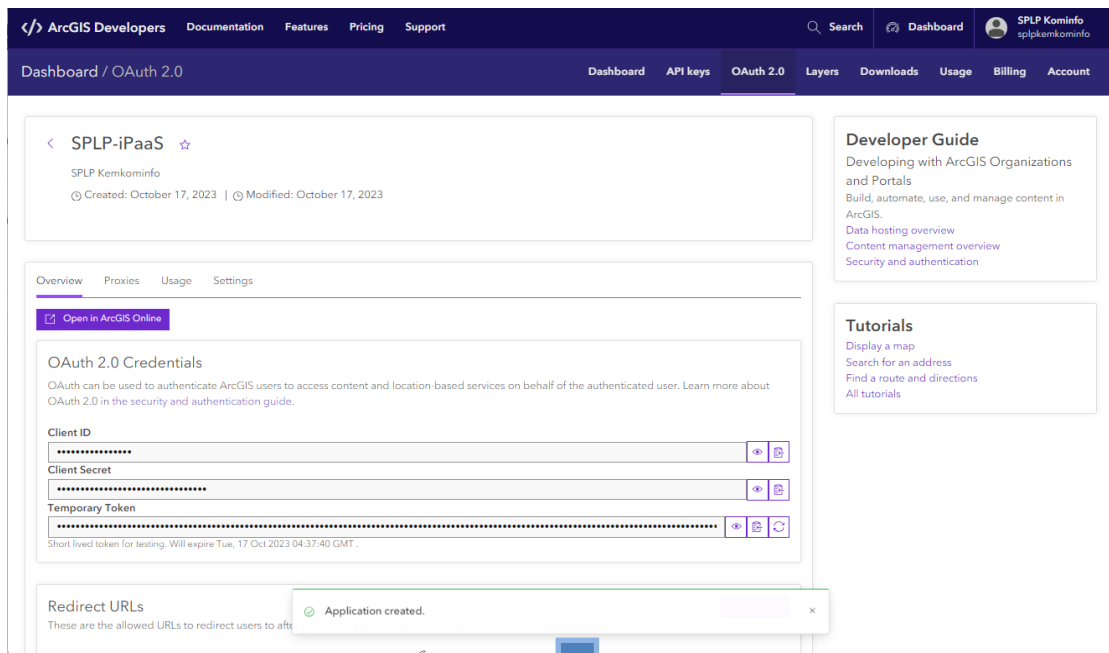 </> ArcGIS Developers Documentation Features Pricing Support Search Dashboard SPLP Kominfo
splpkemkominfo
Dashboard / OAuth 2.0 Dashboard API keys OAuth 2.0 Layers Downloads Usage Billing Account
SPLP-iPaaS
SPLP Kemkominfo
Created: October 17, 2023 | Modified: October 17, 2023
Overview Proxies Usage Settings
Open in ArcGIS Online
OAuth 2.0 Credentials
OAuth can be used to authenticate ArcGIS users to access content and location-based services on behalf of the authenticated user. Learn more about
OAuth 2.0 in the security and authentication guide.
Client ID
Client Secret
Temporary Token
Short lived token for testing. Will expire Tue, 17 Oct 2023 04:37:40 GMT .
Redirect URLs
These are the allowed URLs to redirect users to
Application created.
Developer Guide
Developing with ArcGIS Organizations
and Portals
Build, automate, use, and manage content in
ArcGIS.
Data hosting overview
Content management overview
Security and authentication
Tutorials
Display a map
Search for an address
Find a route and directions
All tutorials